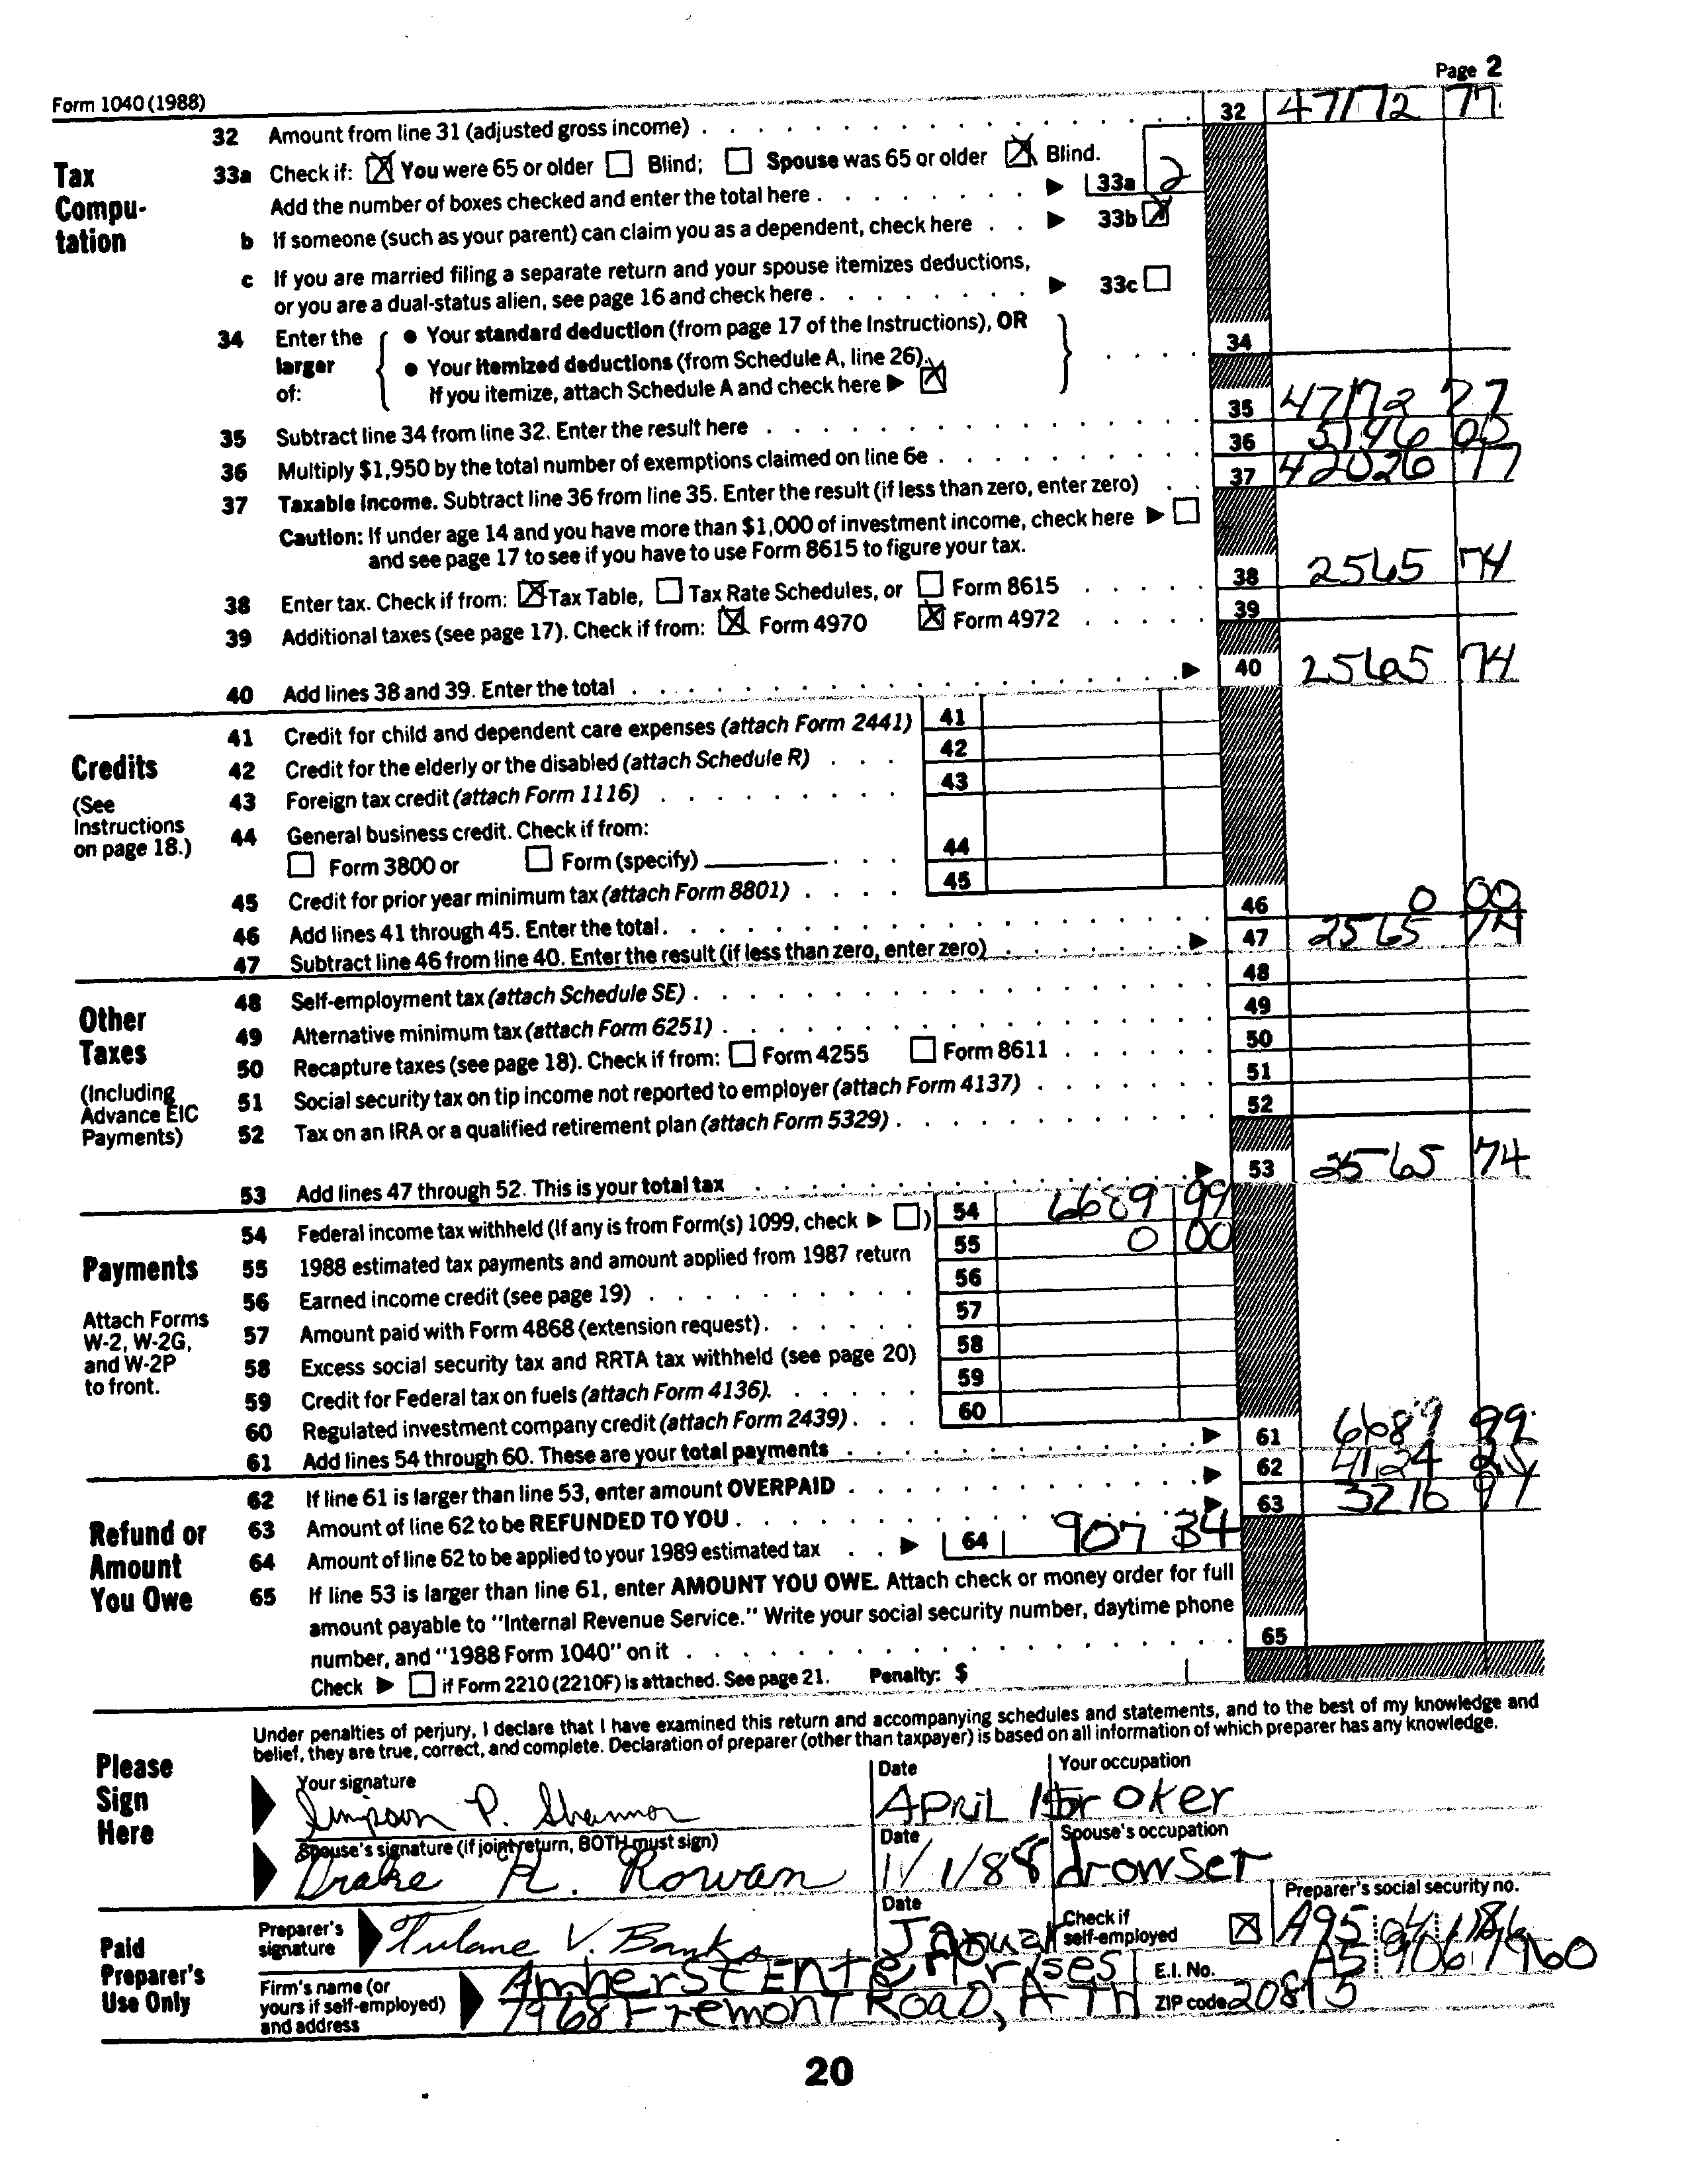 Page 2
Form 1040 (1988)
32 Amount from line 31 (adjusted gross income) 32 47172 77
Tax Compu-tation
33a Check if: [X] You were 65 or older [ ] Blind; [ ] Spouse was 65 or older [X] Blind.
Add the number of boxes checked and enter the total here 33a 2
b If someone (such as your parent) can claim you as a dependent, check here 33b [X]
c If you are married filing a separate return and your spouse itemizes deductions,
or you are a dual-status alien, see page 16 and check here 33c [ ]
34 Enter the larger of:
● Your standard deduction (from page 17 of the Instructions), OR 34
● Your itemized deductions (from Schedule A, line 26).
If you itemize, attach Schedule A and check here ▶ [X]
35 Subtract line 34 from line 32. Enter the result here 35 47172 77
36 Multiply $1,950 by the total number of exemptions claimed on line 6e 36 5146 00
37 Taxable income. Subtract line 36 from line 35. Enter the result (if less than zero, enter zero) 37 42026 77
Caution: If under age 14 and you have more than $1,000 of investment income, check here ▶ [ ]
and see page 17 to see if you have to use Form 8615 to figure your tax.
38 Enter tax. Check if from: [X] Tax Table, [ ] Tax Rate Schedules, or [ ] Form 8615 38 2565 74
39 Additional taxes (see page 17). Check if from: [X] Form 4970 [X] Form 4972 39
40 Add lines 38 and 39. Enter the total ▶ 40 2565 74
Credits
(See Instructions on page 18.)
41 Credit for child and dependent care expenses (attach Form 2441) 41
42 Credit for the elderly or the disabled (attach Schedule R) 42
43 Foreign tax credit (attach Form 1116) 43
44 General business credit. Check if from:
[ ] Form 3800 or [ ] Form (specify) 44
45 Credit for prior year minimum tax (attach Form 8801) 45
46 Add lines 41 through 45. Enter the total. 46 0 00
47 Subtract line 46 from line 40. Enter the result (if less than zero, enter zero) ▶ 47 2565 74
Other Taxes
(Including Advance EIC Payments)
48 Self-employment tax (attach Schedule SE) 48
49 Alternative minimum tax (attach Form 6251) 49
50 Recapture taxes (see page 18). Check if from: [ ] Form 4255 [ ] Form 8611 50
51 Social security tax on tip income not reported to employer (attach Form 4137) 51
52 Tax on an IRA or a qualified retirement plan (attach Form 5329) 52
53 Add lines 47 through 52. This is your total tax ▶ 53 2565 74
Payments
Attach Forms W-2, W-2G, and W-2P to front.
54 Federal income tax withheld (If any is from Form(s) 1099, check ▶ [ ]) 54 6689 99
55 1988 estimated tax payments and amount applied from 1987 return 55 0 00
56 Earned income credit (see page 19) 56
57 Amount paid with Form 4868 (extension request) 57
58 Excess social security tax and RRTA tax withheld (see page 20) 58
59 Credit for Federal tax on fuels (attach Form 4136) 59
60 Regulated investment company credit (attach Form 2439) 60
61 Add lines 54 through 60. These are your total payments ▶ 61 6689 99
Refund or Amount You Owe
62 If line 61 is larger than line 53, enter amount OVERPAID ▶ 62 4124 25
63 Amount of line 62 to be REFUNDED TO YOU ▶ 63 3216 91
64 Amount of line 62 to be applied to your 1989 estimated tax ▶ 64 907 34
65 If line 53 is larger than line 61, enter AMOUNT YOU OWE. Attach check or money order for full
amount payable to "Internal Revenue Service." Write your social security number, daytime phone
number, and "1988 Form 1040" on it 65
Check ▶ [ ] if Form 2210 (2210F) is attached. See page 21. Penalty: $
Please Sign Here
Under penalties of perjury, I declare that I have examined this return and accompanying schedules and statements, and to the best of my knowledge and
belief, they are true, correct, and complete. Declaration of preparer (other than taxpayer) is based on all information of which preparer has any knowledge.
Your signature Simpson P. Shannon Date APRIL 1 Your occupation broker
Spouse's signature (if joint return, BOTH must sign) Drake R. Rowan Date 11/1/88 Spouse's occupation drowser
Paid Preparer's Use Only
Preparer's signature Tulane V. Banks Date Januar Check if self-employed [X] Preparer's social security no. A95 04 1186
Firm's name (or yours if self-employed) and address Amherst Enterprises E.I. No. A5 9061960
7968 Fremont Road, ATH ZIP code 20815
20